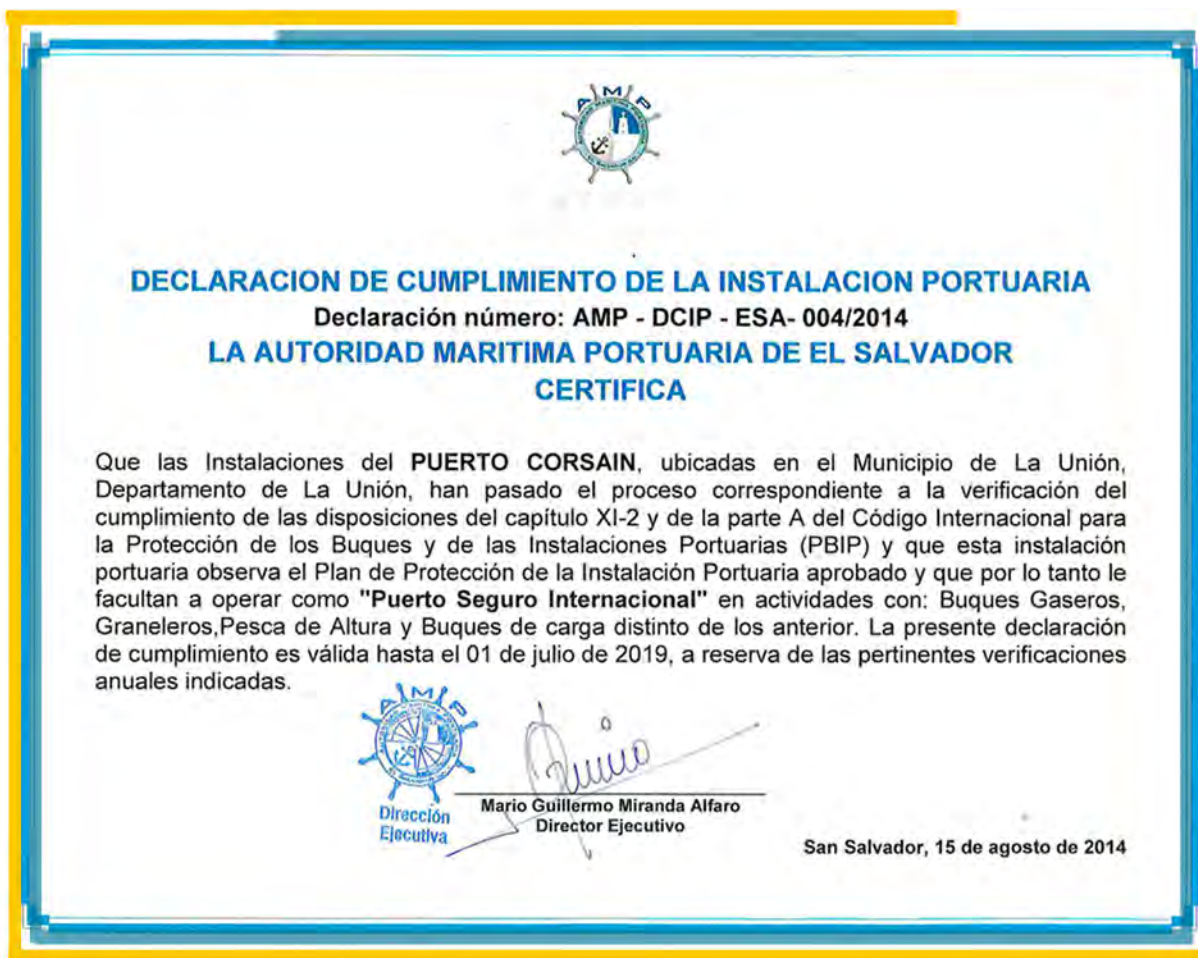 AMP
DECLARACION DE CUMPLIMIENTO DE LA INSTALACION PORTUARIA
Declaración número: AMP - DCIP - ESA- 004/2014
LA AUTORIDAD MARITIMA PORTUARIA DE EL SALVADOR
CERTIFICA
Que las Instalaciones del PUERTO CORSAIN, ubicadas en el Municipio de La Unión,
Departamento de La Unión, han pasado el proceso correspondiente a la verificación del
cumplimiento de las disposiciones del capítulo XI-2 y de la parte A del Código Internacional para
la Protección de los Buques y de las Instalaciones Portuarias (PBIP) y que esta instalación
portuaria observa el Plan de Protección de la Instalación Portuaria aprobado y que por lo tanto le
facultan a operar como "Puerto Seguro Internacional" en actividades con: Buques Gaseros,
Graneleros,Pesca de Altura y Buques de carga distinto de los anterior. La presente declaración
de cumplimiento es válida hasta el 01 de julio de 2019, a reserva de las pertinentes verificaciones
anuales indicadas.
AMP
Dirección
Ejecutiva
Mario Guillermo Miranda Alfaro
Director Ejecutivo
San Salvador, 15 de agosto de 2014